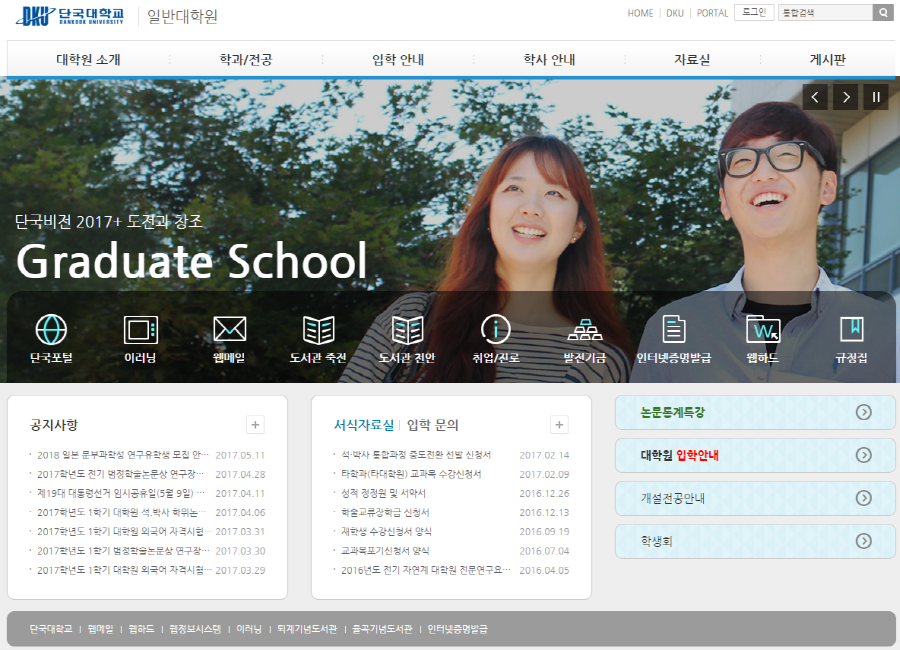 DKU 단국대학교 일반대학원
DANKOOK UNIVERSITY
HOME DKU PORTAL 로그인 통합검색
대학원 소개 학과/전공 입학 안내 학사 안내 자료실 게시판
단국비전 2017+ 도전과 창조
Graduate School
단국포털 이러닝 웹메일 도서관 죽전 도서관 천안 취업/진로 발전기금 인터넷증명발급 웹하드 규정집
공지사항 +
2018 일본 문부과학성 연구유학생 모집 안··· 2017.05.11
2017학년도 전기 범정학술논문상 연구장··· 2017.04.28
제19대 대통령선거 임시공휴일(5월 9일) ··· 2017.04.11
2017학년도 1학기 대학원 석.박사 학위논··· 2017.04.06
2017학년도 1학기 대학원 외국어 자격시험··· 2017.03.31
2017학년도 1학기 범정학술논문상 연구장··· 2017.03.30
2017학년도 1학기 대학원 외국어 자격시험··· 2017.03.29
서식자료실 입학 문의 +
석·박사 통합과정 중도전환 선발 신청서 2017.02.14
타학과(타대학원) 교과목 수강신청서 2017.02.09
성적 정정원 및 서약서 2016.12.26
학술교류장학금 신청서 2016.12.13
재학생 수강신청서 양식 2016.09.19
교과목포기신청서 양식 2016.07.04
2016년도 전기 자연계 대학원 전문연구요··· 2016.04.05
논문통계특강
대학원 입학안내
개설전공안내
학생회
단국대학교 | 웹메일 | 웹하드 | 웹정보시스템 | 이러닝 | 퇴계기념도서관 | 율곡기념도서관 | 인터넷증명발급